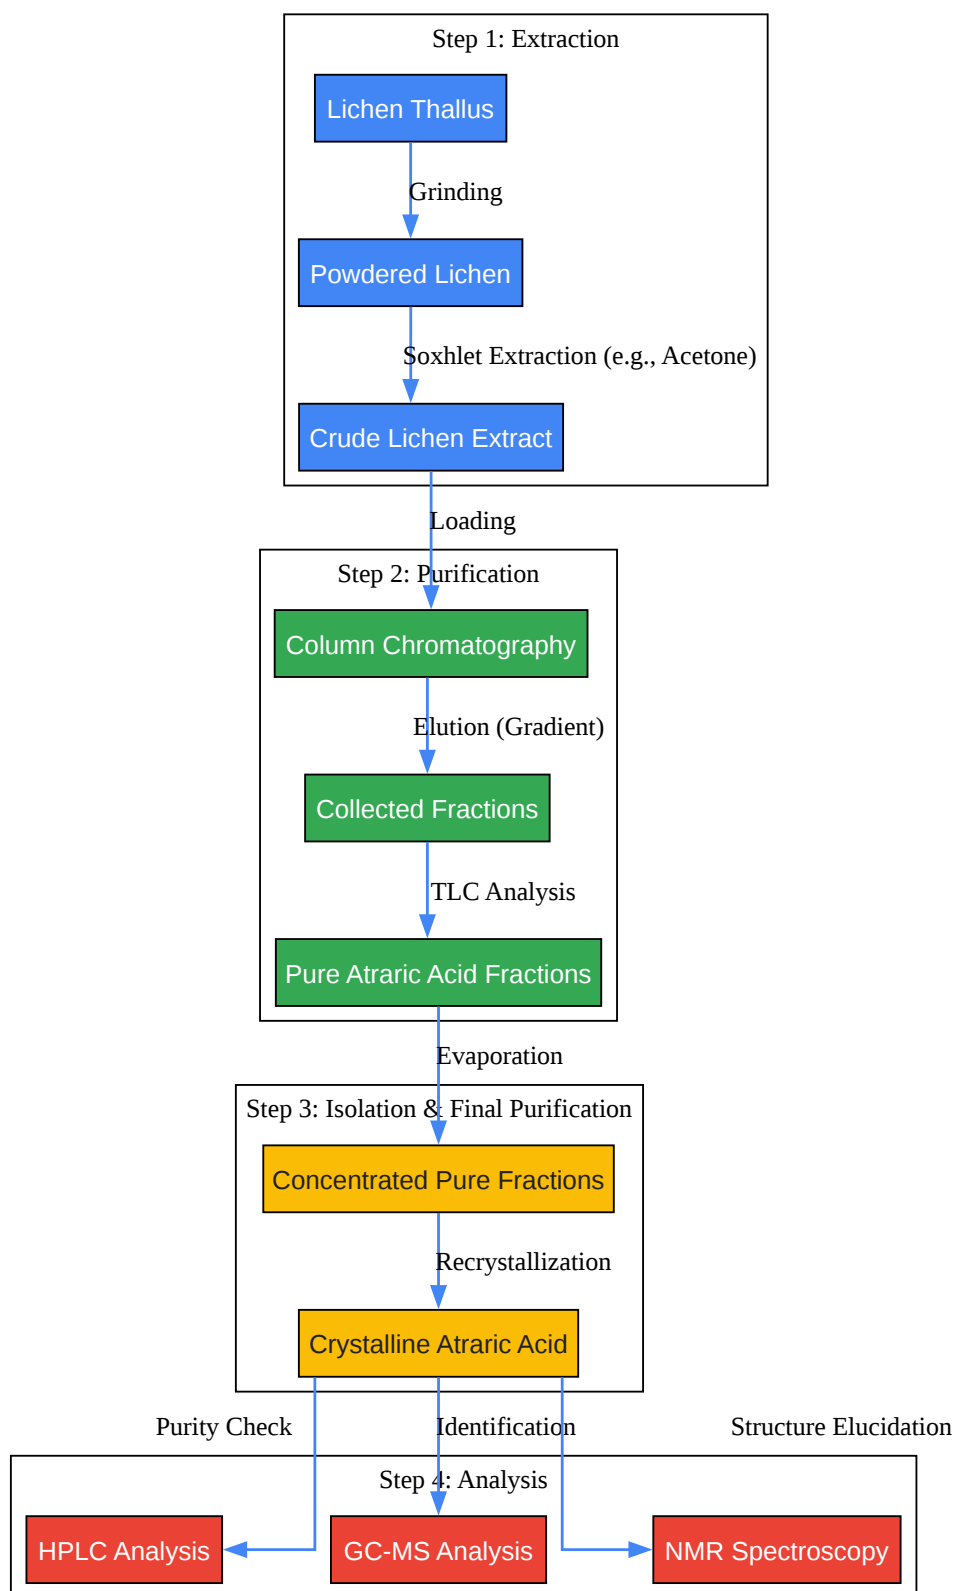 Step 1: Extraction
Lichen Thallus
Grinding
Powdered Lichen
Soxhlet Extraction (e.g., Acetone)
Crude Lichen Extract
Loading
Step 2: Purification
Column Chromatography
Elution (Gradient)
Collected Fractions
TLC Analysis
Pure Atraric Acid Fractions
Evaporation
Step 3: Isolation & Final Purification
Concentrated Pure Fractions
Recrystallization
Crystalline Atraric Acid
Purity Check
Identification
Structure Elucidation
Step 4: Analysis
HPLC Analysis
GC-MS Analysis
NMR Spectroscopy